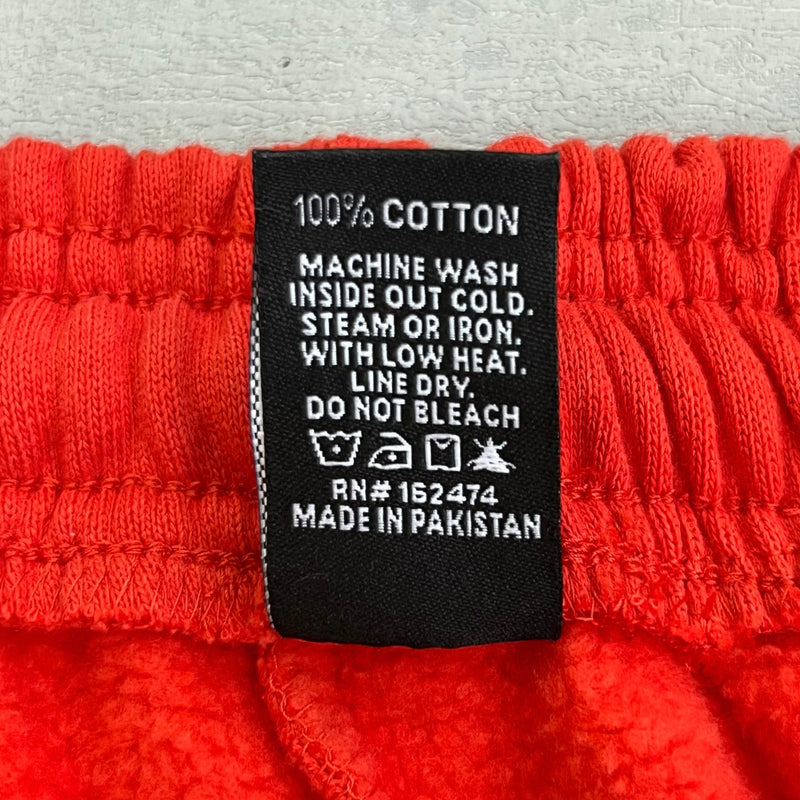 100% COTTON
MACHINE WASH
INSIDE OUT COLD.
STEAM OR IRON.
WITH LOW HEAT.
LINE DRY.
DO NOT BLEACH
RN# 162474
MADE IN PAKISTAN